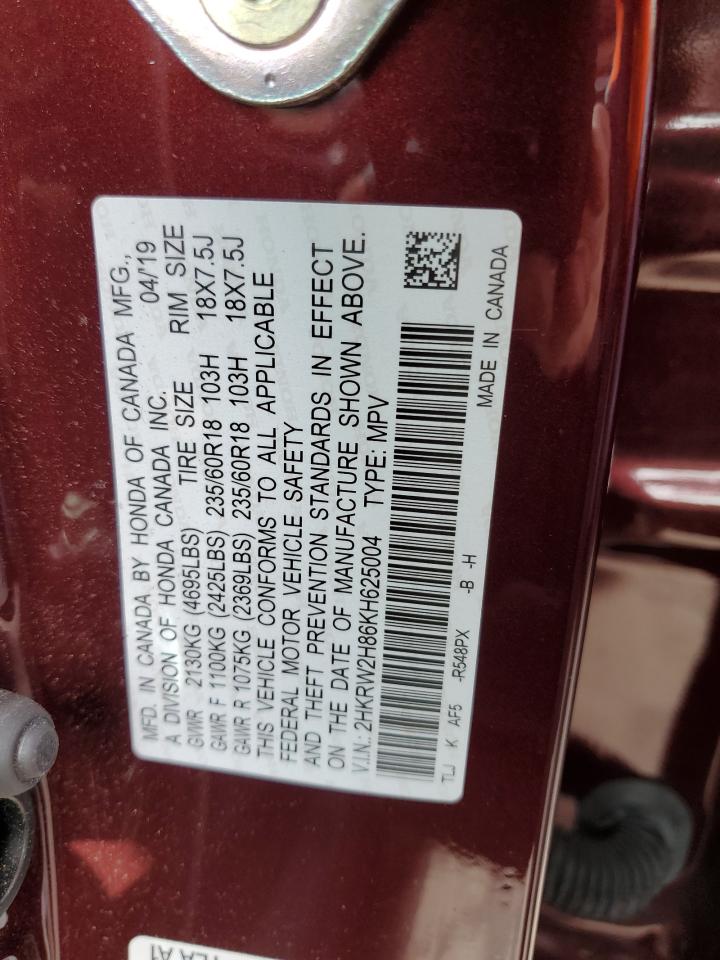 MFD. IN CANADA BY HONDA OF CANADA MFG.,
A DIVISION OF HONDA CANADA INC. 04/'19
GVWR 2130KG (4695LBS) TIRE SIZE RIM SIZE
GAWR F 1100KG (2425LBS) 235/60R18 103H 18X7.5J
GAWR R 1075KG (2369LBS) 235/60R18 103H 18X7.5J
THIS VEHICLE CONFORMS TO ALL APPLICABLE
FEDERAL MOTOR VEHICLE SAFETY
AND THEFT PREVENTION STANDARDS IN EFFECT
ON THE DATE OF MANUFACTURE SHOWN ABOVE.
V.I.N.: 2HKRW2H86KH625004 TYPE: MPV
TLJ K AF5 -R548PX -B -H
MADE IN CANADA